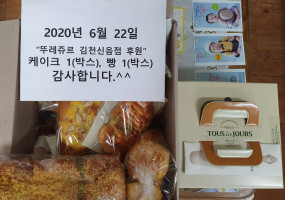 2020년 6월 22일
“뚜레쥬르 김천신음점 후원”
케이크 1(박스), 빵 1(박스)
감사합니다.^^
TOUS les JOURS